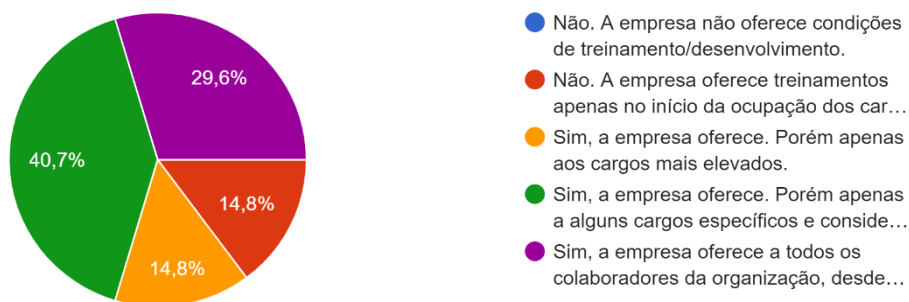 29,6%
40,7%
14,8%
14,8%
Não. A empresa não oferece condições
de treinamento/desenvolvimento.
Não. A empresa oferece treinamentos
apenas no início da ocupação dos car…
Sim, a empresa oferece. Porém apenas
aos cargos mais elevados.
Sim, a empresa oferece. Porém apenas
a alguns cargos específicos e conside…
Sim, a empresa oferece a todos os
colaboradores da organização, desde…